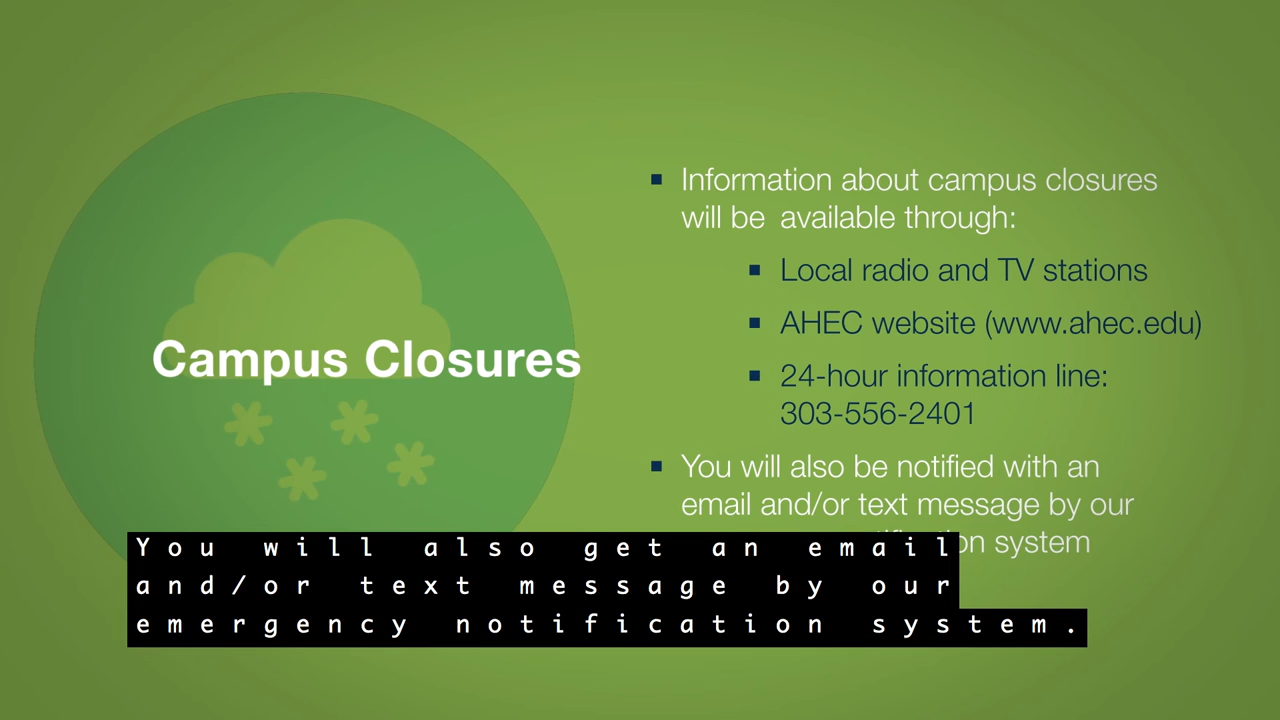 Campus Closures
Information about campus closures
will be available through:
Local radio and TV stations
AHEC website (www.ahec.edu)
24-hour information line:
303-556-2401
You will also be notified with an
email and/or text message by our
system
You will also get an email
and/or text message by our
emergency notification system.